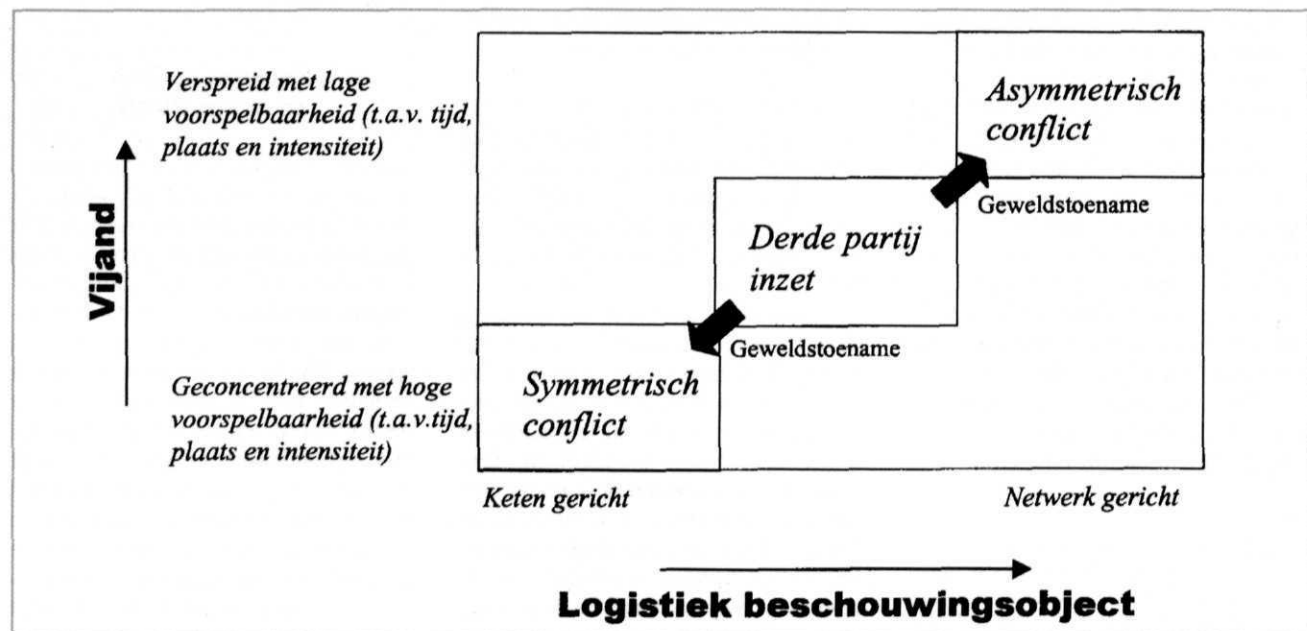 Verspreid met lage
voorspelbaarheid (t.a.v. tijd,
plaats en intensiteit)
Asymmetrisch
conflict
Geweldstoename
Derde partij
inzet
Vijand
Geweldstoename
Geconcentreerd met hoge
voorspelbaarheid (t.a.v.tijd,
plaats en intensiteit)
Symmetrisch
conflict
Keten gericht
Netwerk gericht
Logistiek beschouwingsobject